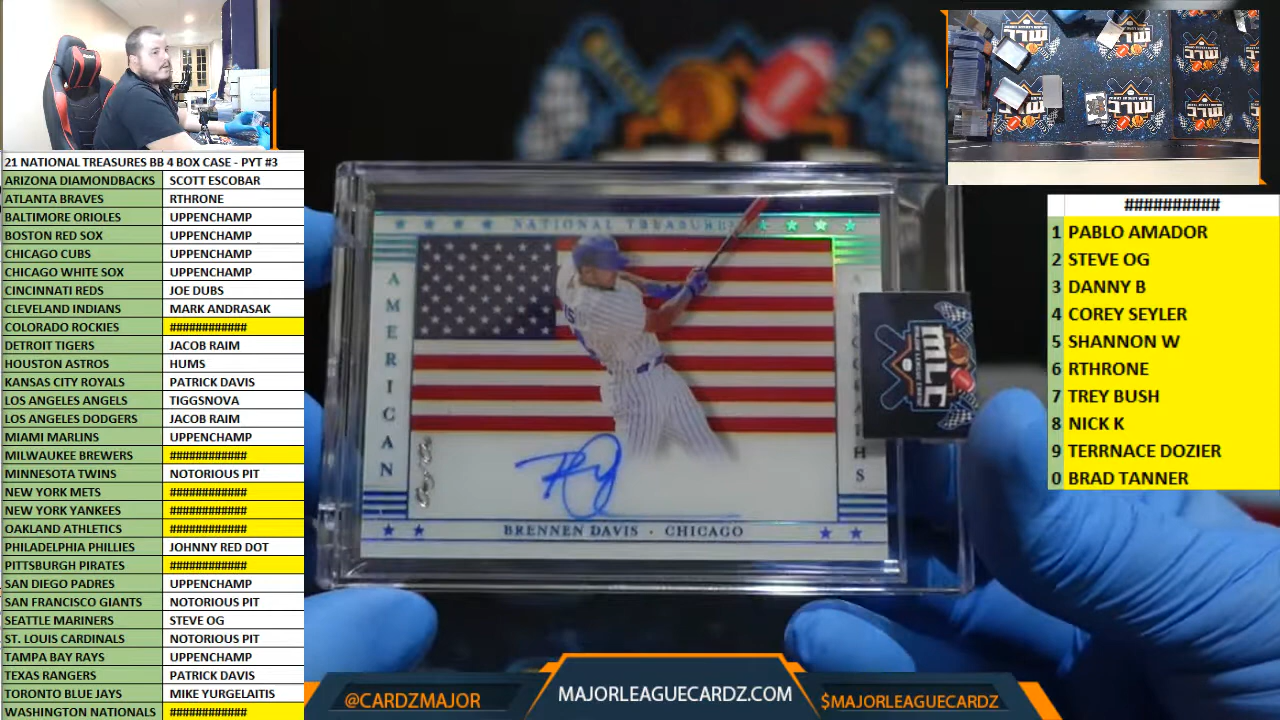 21 NATIONAL TREASURES BB 4 BOX CASE - PYT #3
ARIZONA DIAMONDBACKS SCOTT ESCOBAR
ATLANTA BRAVES RTHRONE
BALTIMORE ORIOLES UPPENCHAMP
BOSTON RED SOX UPPENCHAMP
CHICAGO CUBS UPPENCHAMP
CHICAGO WHITE SOX UPPENCHAMP
CINCINNATI REDS JOE DUBS
CLEVELAND INDIANS MARK ANDRASAK
COLORADO ROCKIES ############
DETROIT TIGERS JACOB RAIM
HOUSTON ASTROS HUMS
KANSAS CITY ROYALS PATRICK DAVIS
LOS ANGELES ANGELS TIGGSNOVA
LOS ANGELES DODGERS JACOB RAIM
MIAMI MARLINS UPPENCHAMP
MILWAUKEE BREWERS ############
MINNESOTA TWINS NOTORIOUS PIT
NEW YORK METS ############
NEW YORK YANKEES ############
OAKLAND ATHLETICS ############
PHILADELPHIA PHILLIES JOHNNY RED DOT
PITTSBURGH PIRATES ############
SAN DIEGO PADRES UPPENCHAMP
SAN FRANCISCO GIANTS NOTORIOUS PIT
SEATTLE MARINERS STEVE OG
ST. LOUIS CARDINALS NOTORIOUS PIT
TAMPA BAY RAYS UPPENCHAMP
TEXAS RANGERS PATRICK DAVIS
TORONTO BLUE JAYS MIKE YURGELAITIS
WASHINGTON NATIONALS ############
NATIONAL TREASURES
AMERICAN
BRENNEN DAVIS · CHICAGO
MLC
##########
1 PABLO AMADOR
2 STEVE OG
3 DANNY B
4 COREY SEYLER
5 SHANNON W
6 RTHRONE
7 TREY BUSH
8 NICK K
9 TERRNACE DOZIER
0 BRAD TANNER
@CARDZMAJOR
MAJORLEAGUECARDZ.COM
$MAJORLEAGUECARDZ